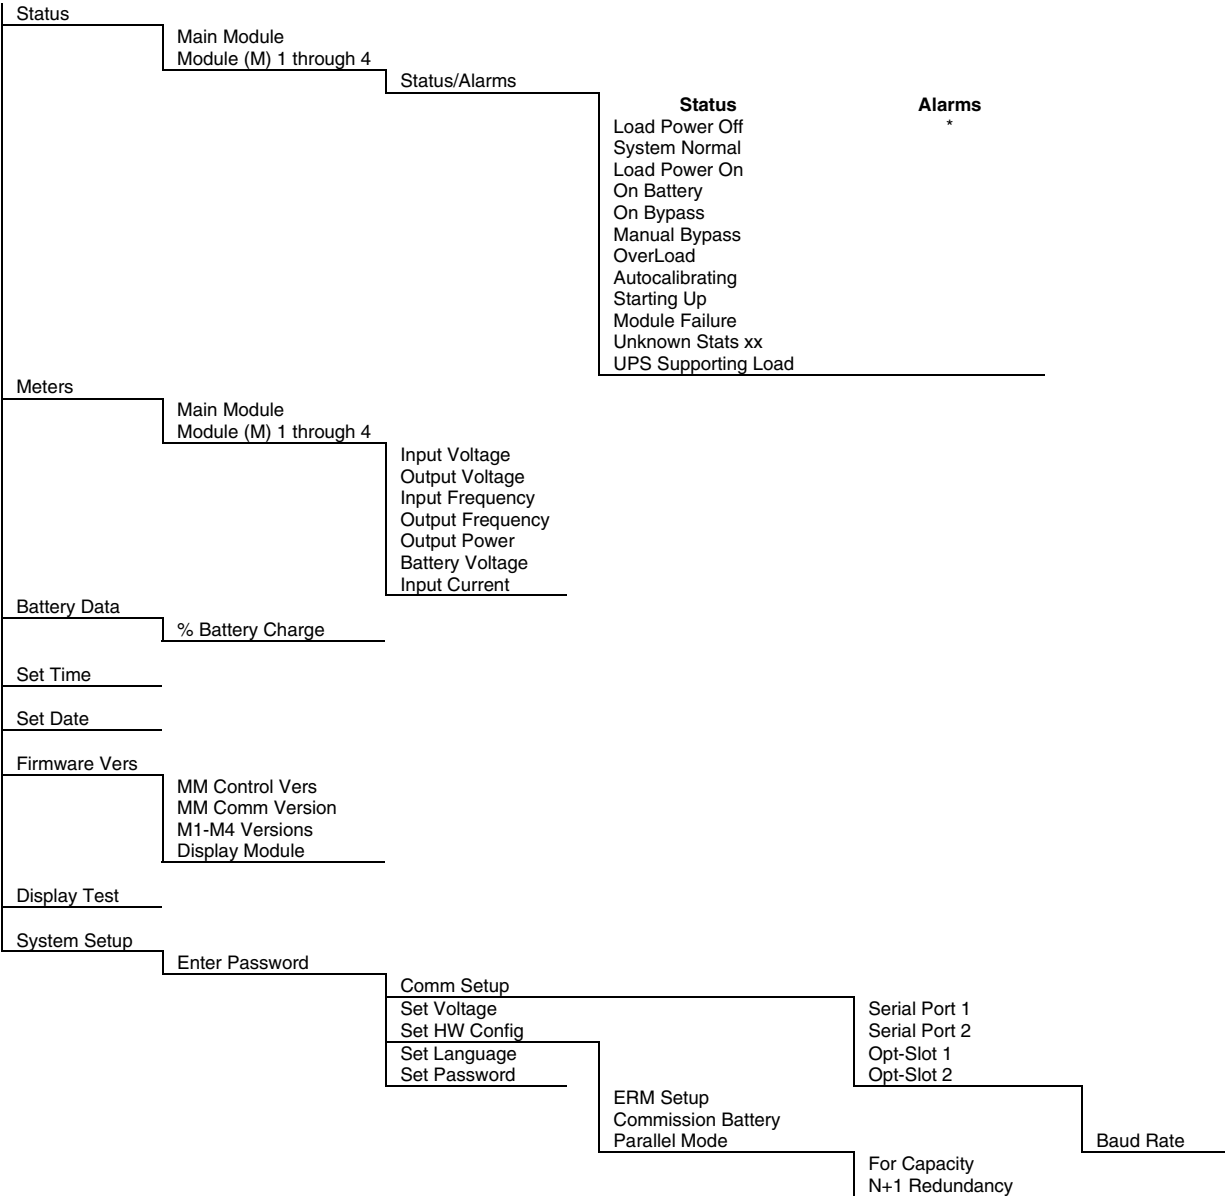 Status
Main Module
Module (M) 1 through 4
Status/Alarms
Status Alarms
Load Power Off *
System Normal
Load Power On
On Battery
On Bypass
Manual Bypass
OverLoad
Autocalibrating
Starting Up
Module Failure
Unknown Stats xx
UPS Supporting Load
Meters
Main Module
Module (M) 1 through 4
Input Voltage
Output Voltage
Input Frequency
Output Frequency
Output Power
Battery Voltage
Input Current
Battery Data
% Battery Charge
Set Time
Set Date
Firmware Vers
MM Control Vers
MM Comm Version
M1-M4 Versions
Display Module
Display Test
System Setup
Enter Password
Comm Setup
Set Voltage Serial Port 1
Set HW Config Serial Port 2
Set Language Opt-Slot 1
Set Password Opt-Slot 2
ERM Setup
Commission Battery
Parallel Mode Baud Rate
For Capacity
N+1 Redundancy